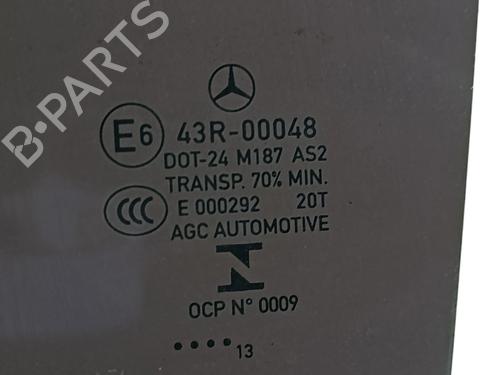 B-PARTS
E6 43R-00048
DOT-24 M187 AS2
TRANSP. 70% MIN.
CCC E 000292 20T
AGC AUTOMOTIVE
OCP N° 0009
•••• 13